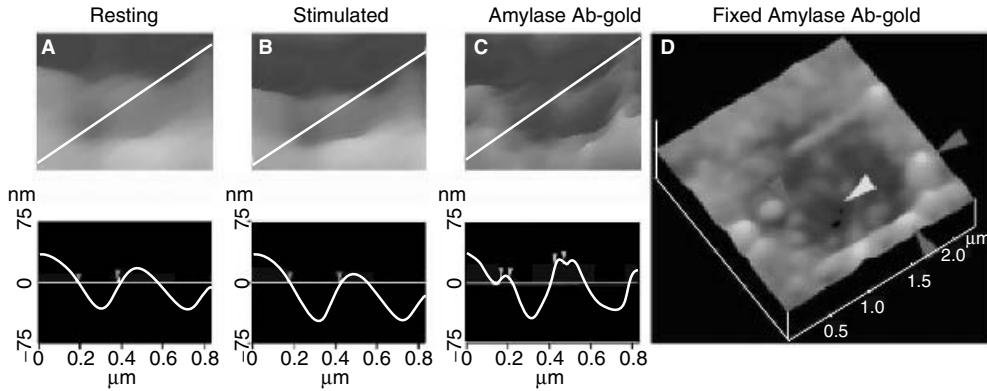 Resting Stimulated Amylase Ab-gold Fixed Amylase Ab-gold
A B C D
nm nm nm
75 75 75
0 0 0
−75 −75 −75
0 0.2 0.4 0.6 0.8 0 0.2 0.4 0.6 0.8 0 0.2 0.4 0.6 0.8
μm μm μm
0.5 1.0 1.5 2.0 μm